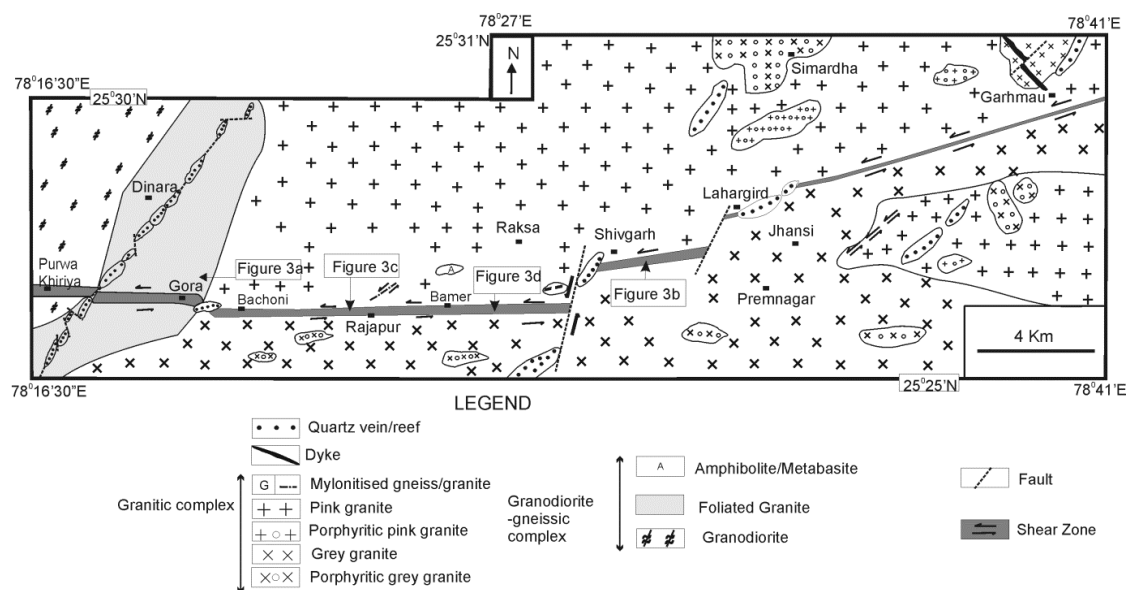 78°27'E
78°41'E
25°31'N
N
Simardha
Garhmau
78°16'30"E
25°30'N
Dinara
Lahargird
Raksa
Shivgarh
Jhansi
Purwa
Khiriya
Gora
Figure 3a
Figure 3c
A
Figure 3d
Figure 3b
Bachoni
Bamer
Rajapur
Premnagar
4 Km
78°16'30"E
25°25'N
78°41'E
LEGEND
Quartz vein/reef
Dyke
Granitic complex
G
Mylonitised gneiss/granite
Pink granite
Porphyritic pink granite
Grey granite
Porphyritic grey granite
Granodiorite
-gneissic
complex
A
Amphibolite/Metabasite
Foliated Granite
Granodiorite
Fault
Shear Zone